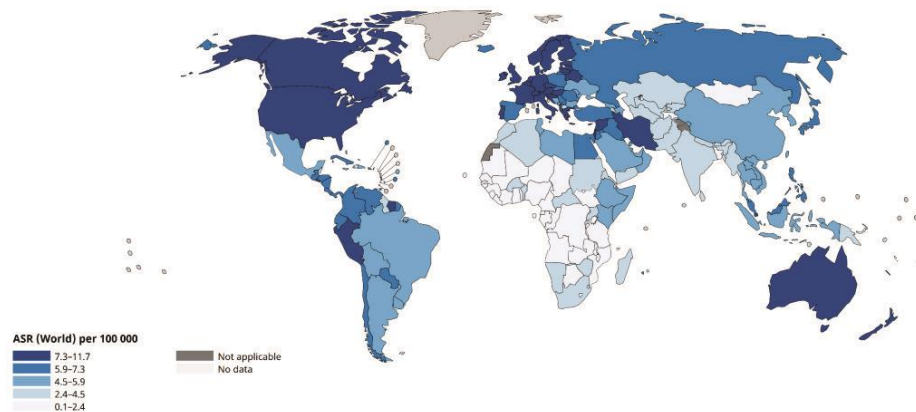 ASR (World) per 100 000
7.3–11.7
5.9–7.3
4.5–5.9
2.4–4.5
0.1–2.4
Not applicable
No data